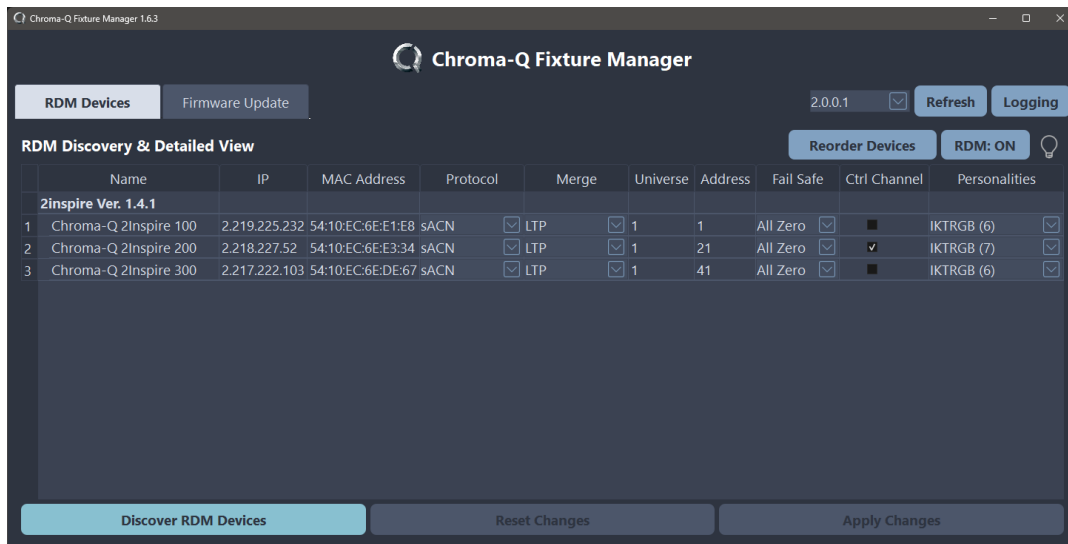 Chroma-Q Fixture Manager 1.6.3
Chroma-Q Fixture Manager
RDM Devices Firmware Update 2.0.0.1 Refresh Logging
RDM Discovery & Detailed View Reorder Devices RDM: ON
Name IP MAC Address Protocol Merge Universe Address Fail Safe Ctrl Channel Personalities
2inspire Ver. 1.4.1
1 Chroma-Q 2Inspire 100 2.219.225.232 54:10:EC:6E:E1:E8 sACN LTP 1 1 All Zero IKTRGB (6)
2 Chroma-Q 2Inspire 200 2.218.227.52 54:10:EC:6E:E3:34 sACN LTP 1 21 All Zero IKTRGB (7)
3 Chroma-Q 2Inspire 300 2.217.222.103 54:10:EC:6E:DE:67 sACN LTP 1 41 All Zero IKTRGB (6)
Discover RDM Devices Reset Changes Apply Changes